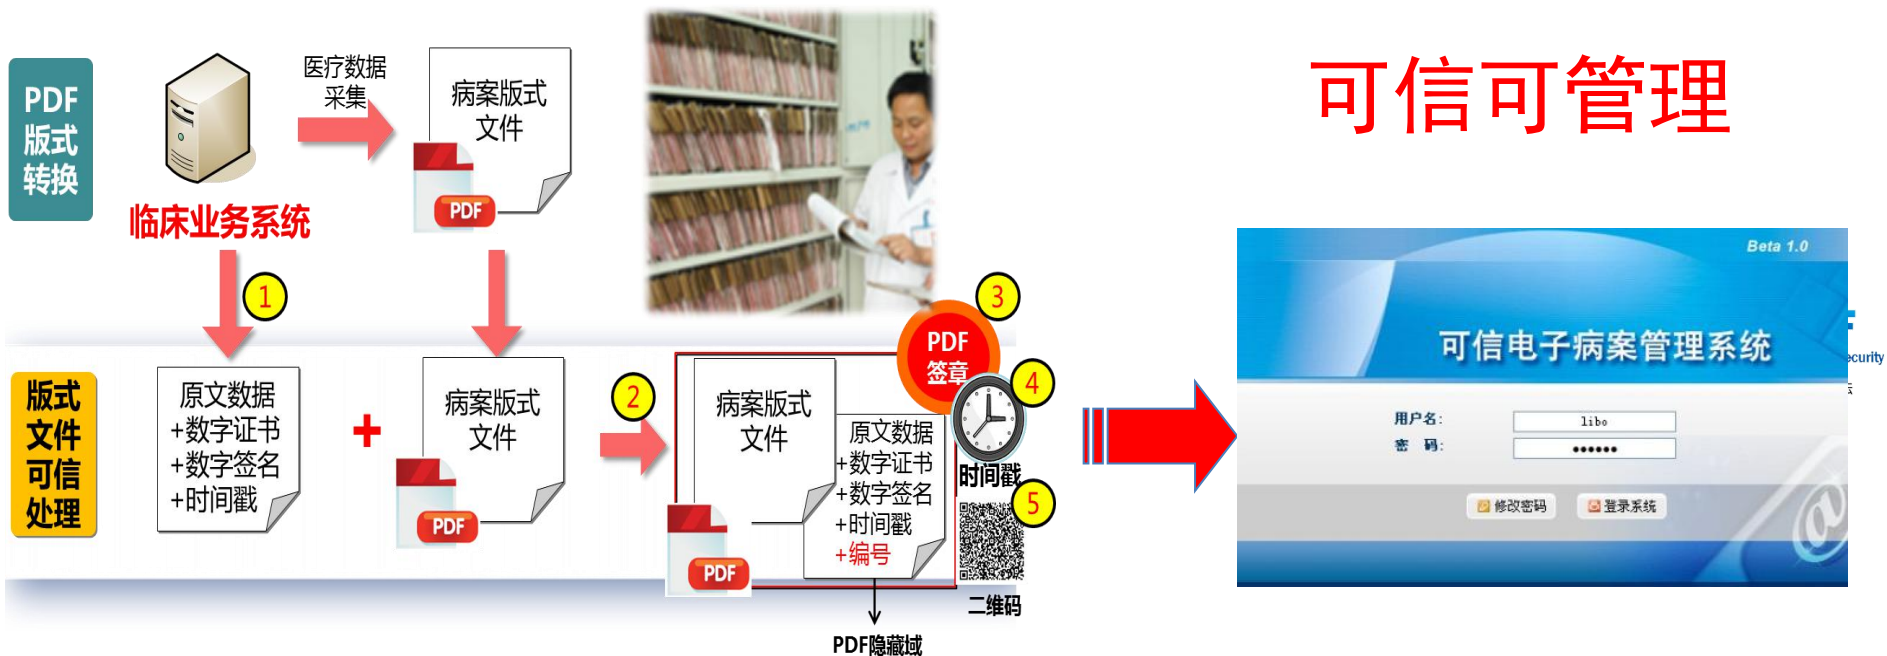 PDF
版式
转换
医疗数据
采集
病案版式
文件
PDF
临床业务系统
1
可信可管理
版式
文件
可信
处理
原文数据
+数字证书
+数字签名
+时间戳
+
病案版式
文件
PDF
2
病案版式
文件
PDF
原文数据
+数字证书
+数字签名
+时间戳
+编号
PDF隐藏域
3
PDF
签章
4
时间戳
5
二维码
Beta 1.0
可信电子病案管理系统
用户名:
libo
密 码:
●●●●●●
修改密码
登录系统
@
ecurity